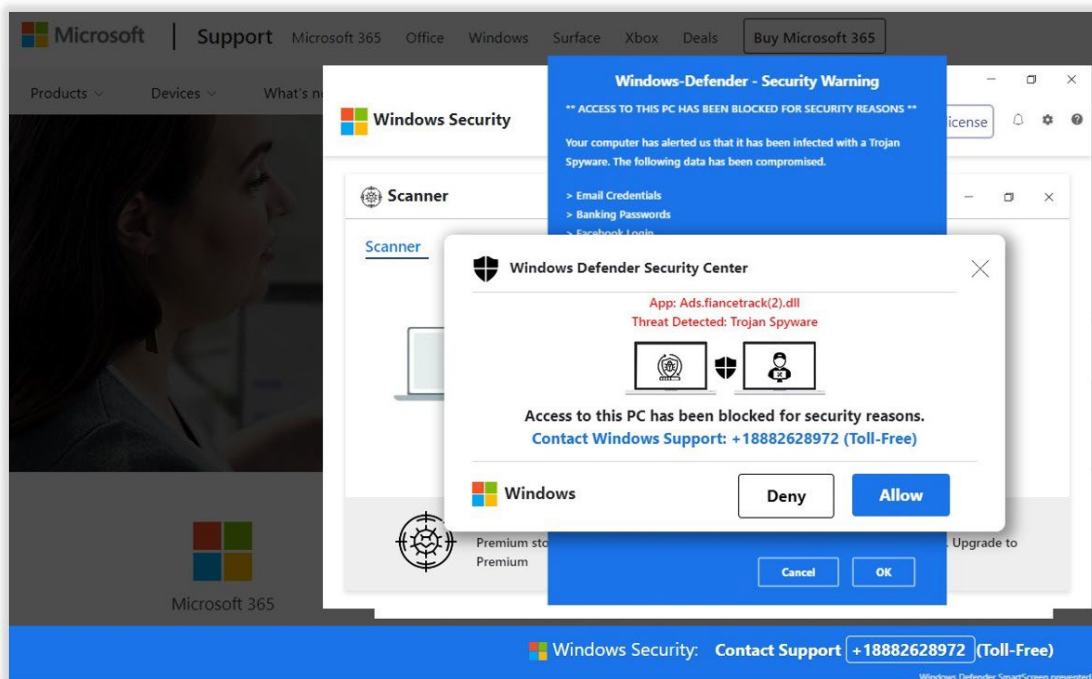 Microsoft | Support Microsoft 365 Office Windows Surface Xbox Deals Buy Microsoft 365
Products Devices What's
Windows Security
Scanner
Scanner
Windows-Defender - Security Warning
** ACCESS TO THIS PC HAS BEEN BLOCKED FOR SECURITY REASONS **
Your computer has alerted us that it has been infected with a Trojan
Spyware. The following data has been compromised.
> Email Credentials
> Banking Passwords
> Facebook Login
icense
Windows Defender Security Center
App: Ads.fiancetrack(2).dll
Threat Detected: Trojan Spyware
Access to this PC has been blocked for security reasons.
Contact Windows Support: +18882628972 (Toll-Free)
Windows
Deny Allow
Premium sto
Premium
. Upgrade to
Cancel OK
Microsoft 365
Windows Security: Contact Support +18882628972 (Toll-Free)
Windows Defender SmartScreen prevented